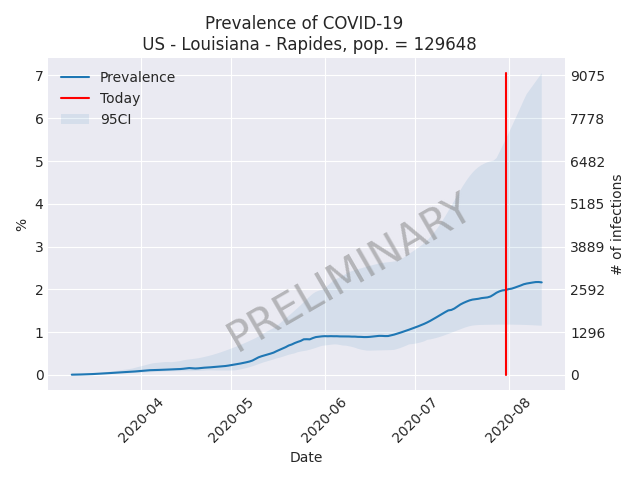 Prevalence of COVID-19
US - Louisiana - Rapides, pop. = 129648
Prevalence
Today
95CI
7
6
5
4
3
2
1
0
%
9075
7778
6482
5185
3889
2592
1296
0
# of infections
PRELIMINARY
2020-04
2020-05
2020-06
2020-07
2020-08
Date